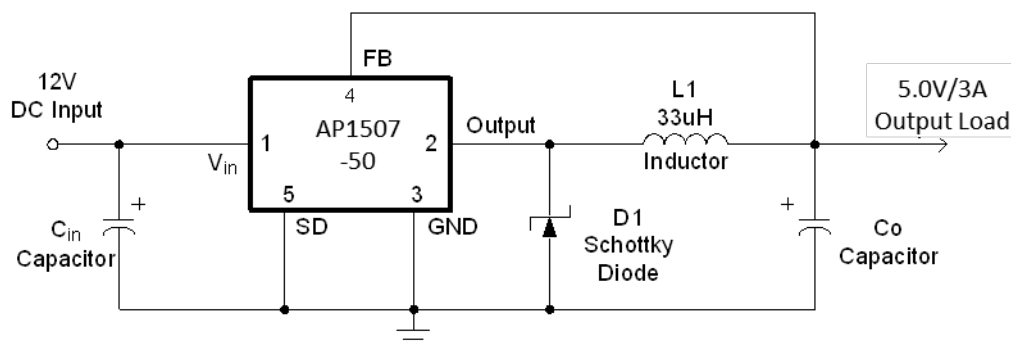 FB
12V
DC Input
4
L1
33uH
5.0V/3A
Output Load
AP1507
-50
1
2
Output
Vin
Inductor
5
3
SD
GND
+
Cin
Capacitor
D1
Schottky
Diode
+
Co
Capacitor